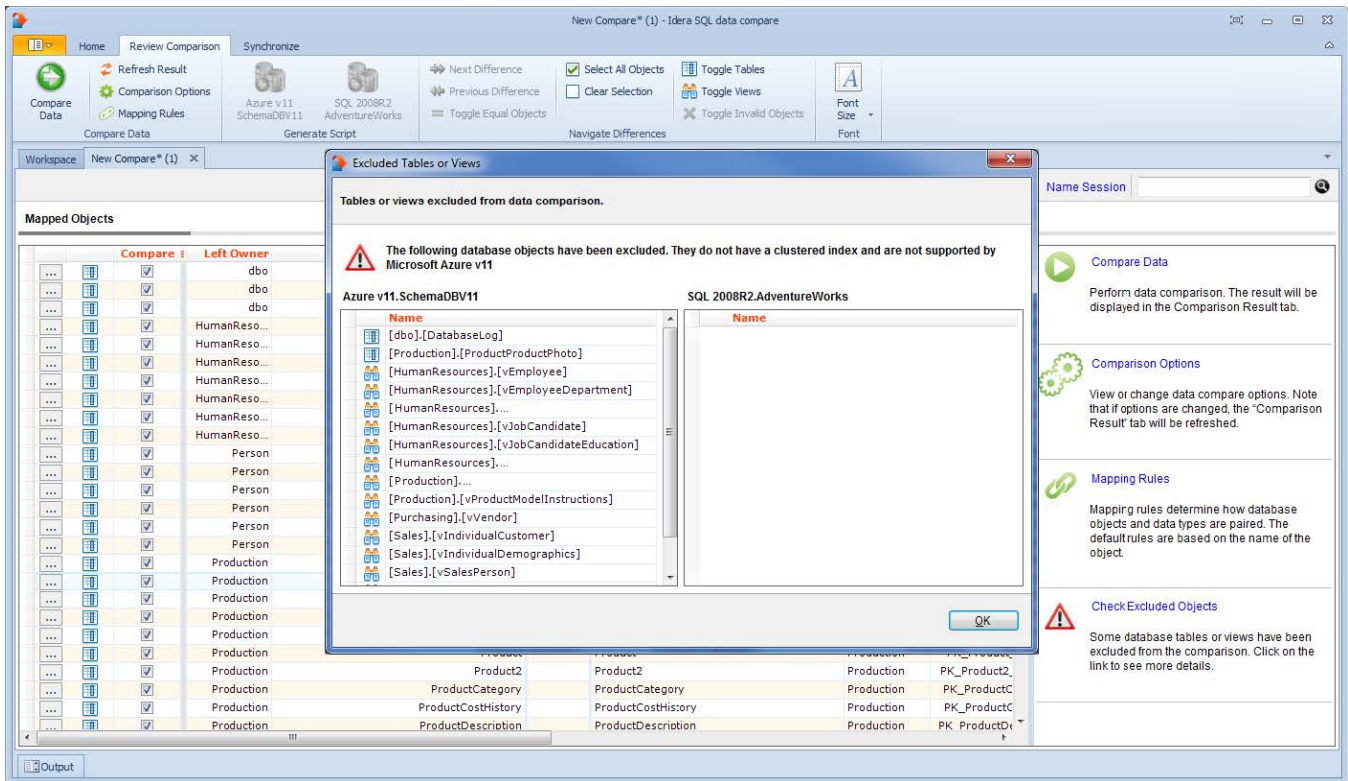 New Compare* (1) - Idera SQL data compare
Home Review Comparison Synchronize
Compare Data
Refresh Result
Comparison Options
Mapping Rules
Compare Data
Azure v11 SchemaDBV11
SQL 2008R2 AdventureWorks
Generate Script
Next Difference
Previous Difference
Toggle Equal Objects
Select All Objects
Clear Selection
Toggle Tables
Toggle Views
Toggle Invalid Objects
Navigate Differences
A
Font Size
Font
Workspace New Compare* (1)
Name Session
Mapped Objects
Compare Left Owner
... dbo
... dbo
... dbo
... HumanReso...
... HumanReso...
... HumanReso...
... HumanReso...
... HumanReso...
... HumanReso...
... HumanReso...
... Person
... Person
... Person
... Person
... Person
... Person
... Production
... Production
... Production
... Production
... Production
... Production
... Production Product2 Product2 Production PK_Product2_
... Production ProductCategory ProductCategory Production PK_ProductC
... Production ProductCostHistory ProductCostHistory Production PK_ProductC
... Production ProductDescription ProductDescription Production PK_ProductDe
Excluded Tables or Views
Tables or views excluded from data comparison.
The following database objects have been excluded. They do not have a clustered index and are not supported by
Microsoft Azure v11
Azure v11.SchemaDBV11 SQL 2008R2.AdventureWorks
Name Name
[dbo].[DatabaseLog]
[Production].[ProductProductPhoto]
[HumanResources].[vEmployee]
[HumanResources].[vEmployeeDepartment]
[HumanResources]....
[HumanResources].[vJobCandidate]
[HumanResources].[vJobCandidateEducation]
[HumanResources]....
[Production]....
[Production].[vProductModelInstructions]
[Purchasing].[vVendor]
[Sales].[vIndividualCustomer]
[Sales].[vIndividualDemographics]
[Sales].[vSalesPerson]
OK
Compare Data
Perform data comparison. The result will be
displayed in the Comparison Result tab.
Comparison Options
View or change data compare options. Note
that if options are changed, the "Comparison
Result' tab will be refreshed.
Mapping Rules
Mapping rules determine how database
objects and data types are paired. The
default rules are based on the name of the
object.
Check Excluded Objects
Some database tables or views have been
excluded from the comparison. Click on the
link to see more details.
Output